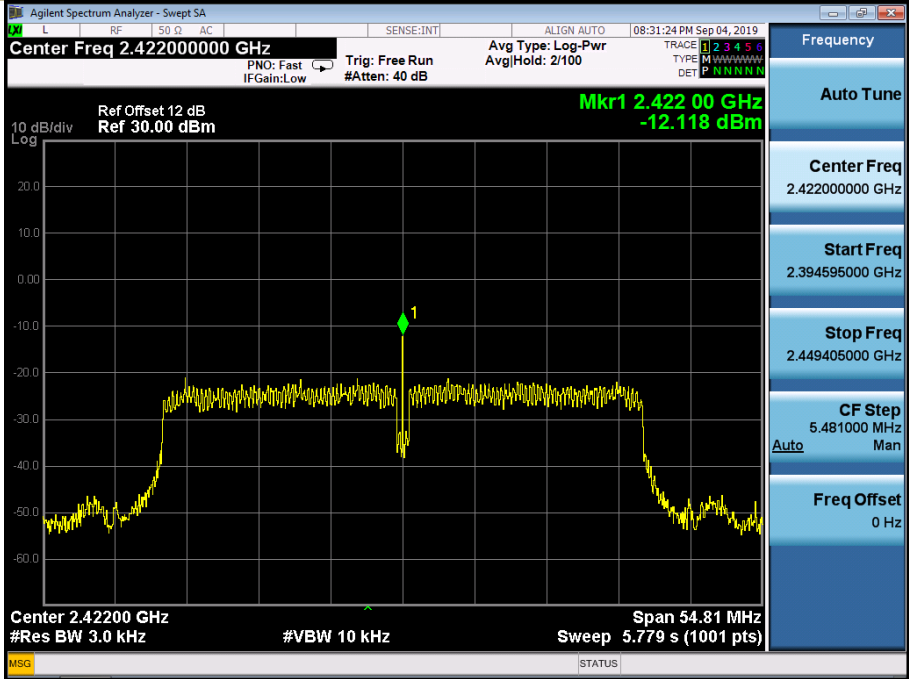 Agilent Spectrum Analyzer - Swept SA
LXI L RF 50 Ω AC SENSE:INT ALIGN AUTO 08:31:24 PM Sep 04, 2019
Center Freq 2.422000000 GHz
PNO: Fast
IFGain:Low
Trig: Free Run
#Atten: 40 dB
Avg Type: Log-Pwr
Avg|Hold: 2/100
TRACE 1 2 3 4 5 6
TYPE M WWWWW
DET P N N N N N
Frequency
Mkr1 2.422 00 GHz
-12.118 dBm
Ref Offset 12 dB
10 dB/div Ref 30.00 dBm
Log
20.0
10.0
0.00
-10.0
-20.0
-30.0
-40.0
-50.0
-60.0
1
Center 2.42200 GHz
Span 54.81 MHz
#Res BW 3.0 kHz
#VBW 10 kHz
Sweep 5.779 s (1001 pts)
Auto Tune
Center Freq
2.422000000 GHz
Start Freq
2.394595000 GHz
Stop Freq
2.449405000 GHz
CF Step
5.481000 MHz
Auto Man
Freq Offset
0 Hz
MSG
STATUS